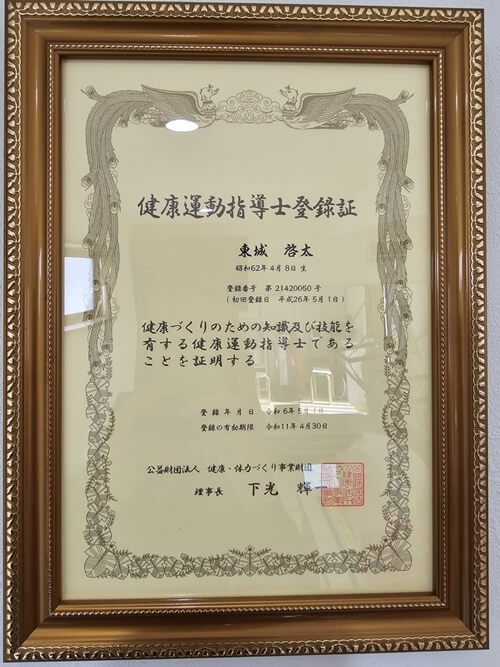 健康運動指導士登録証
東城 啓太
昭和62年 4月 8日 生
登録番号 第 21420050 号
( 初回登録日 平成26年 5月 1日 )
健康づくりのための知識及び技能を
有する健康運動指導士である
ことを証明する
登 録 年 月 日 令和 6年 5月 1日
登録の有効期限 令和11年 4月30日
公益財団法人 健康・体力づくり事業財団
理事長 下光 輝一